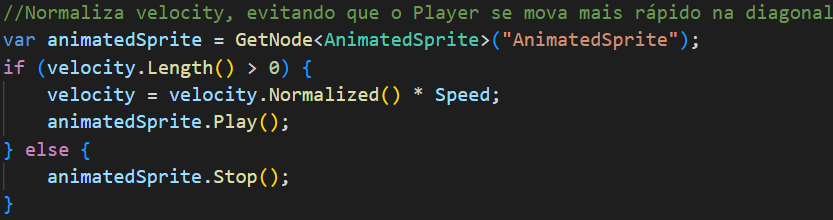 //Normaliza velocity, evitando que o Player se mova mais rápido na diagonal
var animatedSprite = GetNode<AnimatedSprite>("AnimatedSprite");
if (velocity.Length() > 0) {
    velocity = velocity.Normalized() * Speed;
    animatedSprite.Play();
} else {
    animatedSprite.Stop();
}